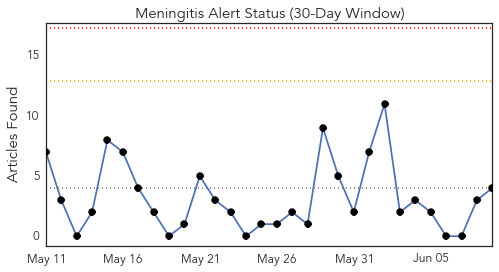 Meningitis Alert Status (30-Day Window)
Articles Found
15
10
5
0
May 11
May 16
May 21
May 26
May 31
Jun 05